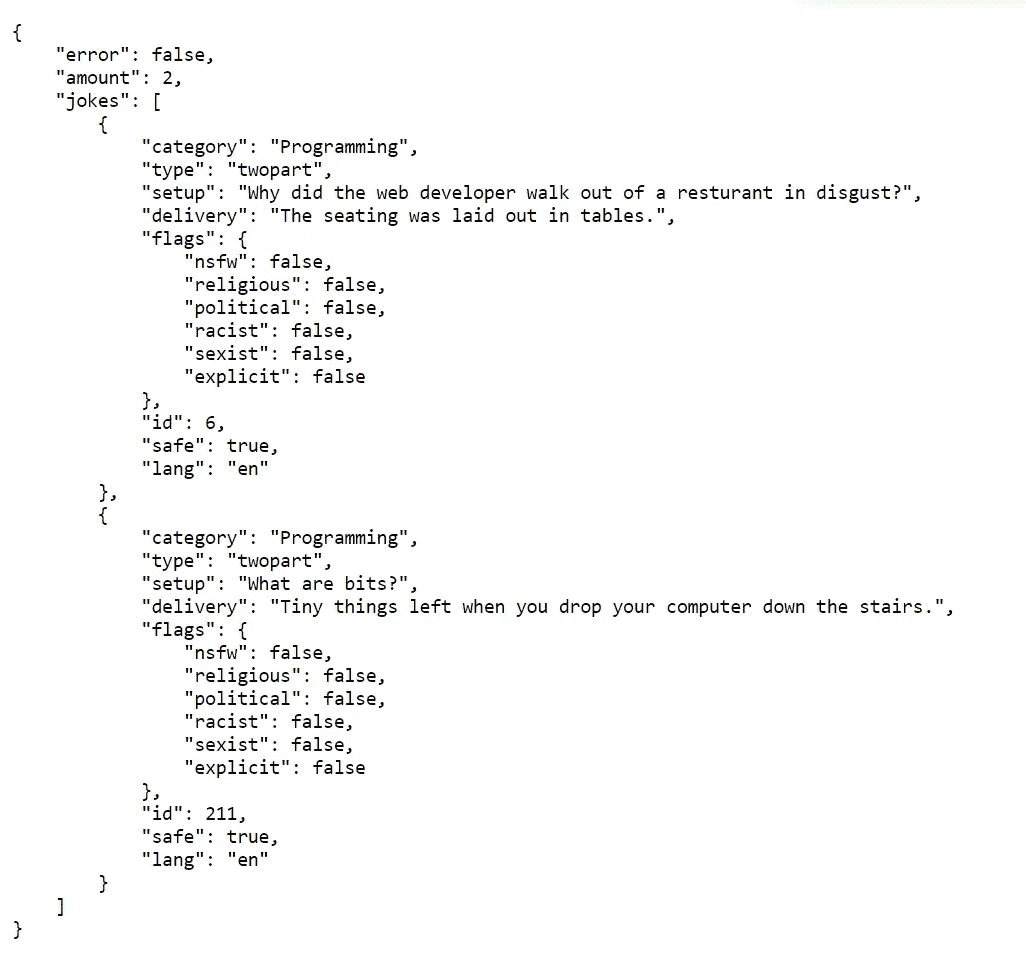 {
    "error": false,
    "amount": 2,
    "jokes": [
        {
            "category": "Programming",
            "type": "twopart",
            "setup": "Why did the web developer walk out of a resturant in disgust?",
            "delivery": "The seating was laid out in tables.",
            "flags": {
                "nsfw": false,
                "religious": false,
                "political": false,
                "racist": false,
                "sexist": false,
                "explicit": false
            },
            "id": 6,
            "safe": true,
            "lang": "en"
        },
        {
            "category": "Programming",
            "type": "twopart",
            "setup": "What are bits?",
            "delivery": "Tiny things left when you drop your computer down the stairs.",
            "flags": {
                "nsfw": false,
                "religious": false,
                "political": false,
                "racist": false,
                "sexist": false,
                "explicit": false
            },
            "id": 211,
            "safe": true,
            "lang": "en"
        }
    ]
}